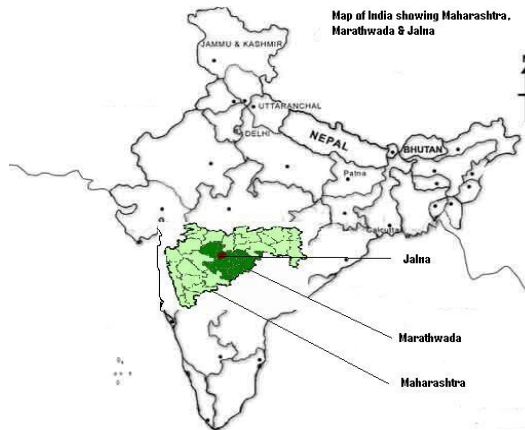 Map of India showing Maharashtra,
Marathwada & Jalna
JAMMU & KASHMIR
UTTARANCHAL
DELHI
NEPAL
BHUTAN
Patna
Calcutta
Jalna
Marathwada
Maharashtra